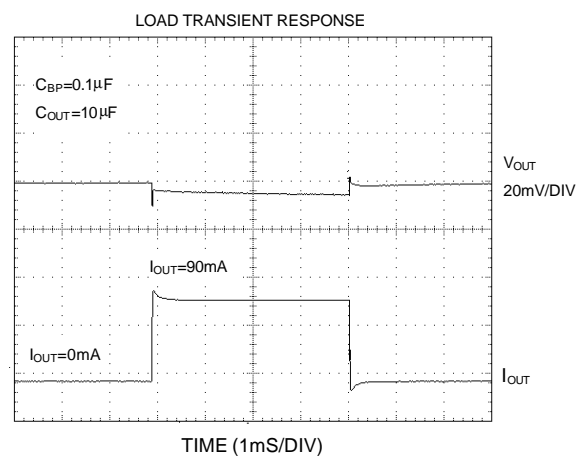 LOAD TRANSIENT RESPONSE
CBP=0.1μF
COUT=10μF
VOUT
20mV/DIV
IOUT=90mA
IOUT=0mA
IOUT
TIME (1mS/DIV)